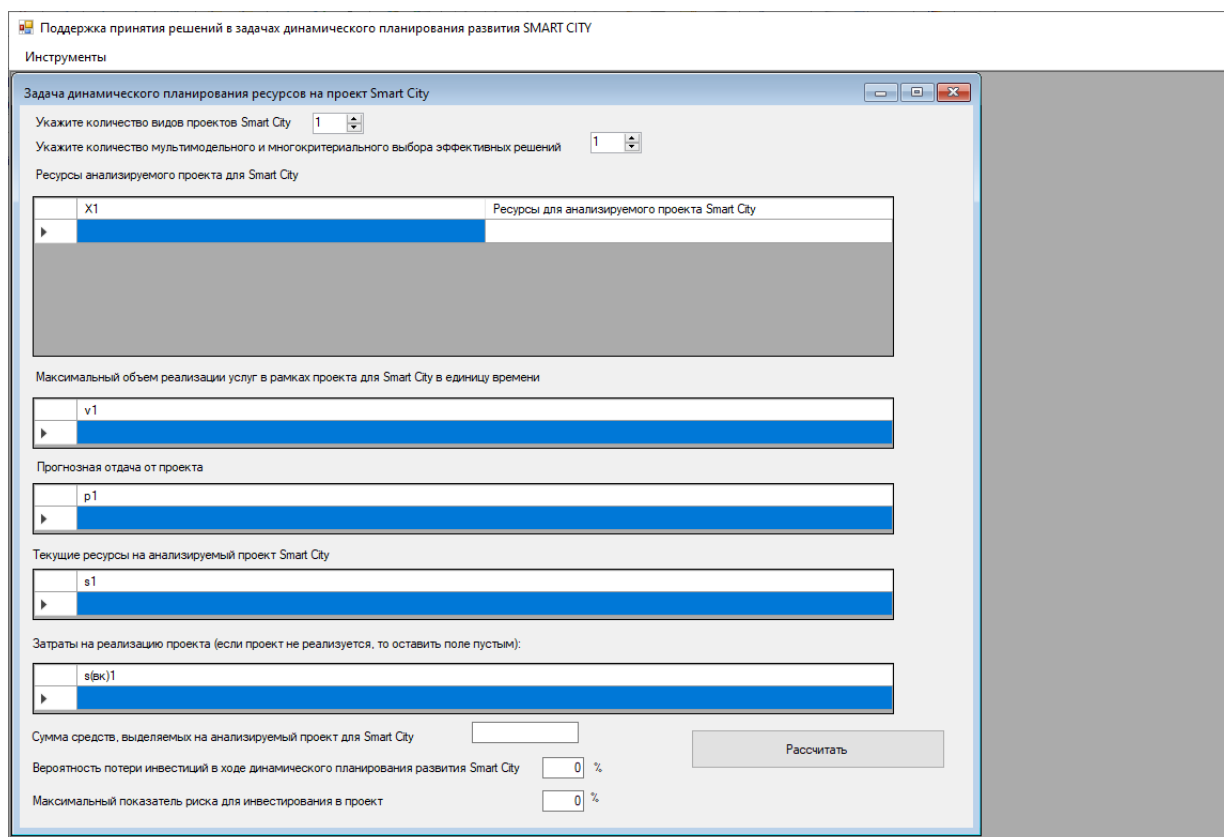 Поддержка принятия решений в задачах динамического планирования развития SMART CITY
Инструменты
Задача динамического планирования ресурсов на проект Smart City
Укажите количество видов проектов Smart City 1
Укажите количество мультимодельного и многокритериального выбора эффективных решений 1
Ресурсы анализируемого проекта для Smart City
X1 Ресурсы для анализируемого проекта Smart City
Максимальный объем реализации услуг в рамках проекта для Smart City в единицу времени
v1
Прогнозная отдача от проекта
p1
Текущие ресурсы на анализируемый проект Smart City
s1
Затраты на реализацию проекта (если проект не реализуется, то оставить поле пустым):
s(вк)1
Сумма средств, выделяемых на анализируемый проект для Smart City
Рассчитать
Вероятность потери инвестиций в ходе динамического планирования развития Smart City 0 %
Максимальный показатель риска для инвестирования в проект 0 %